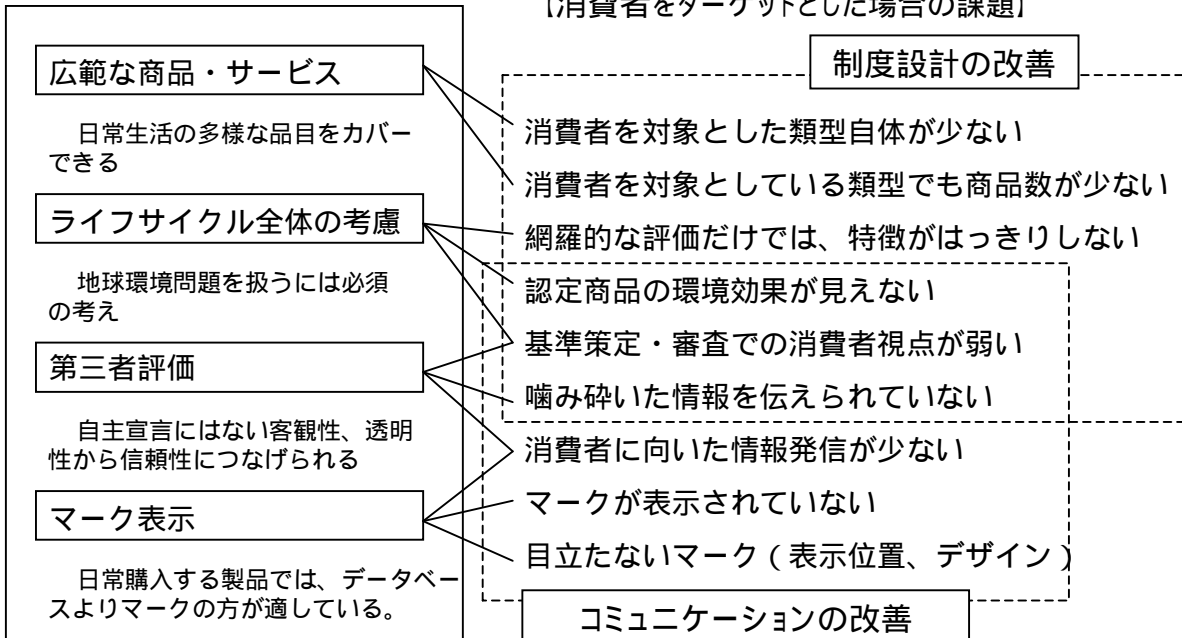 【消費者をターゲットとした場合の課題】
広範な商品・サービス
日常生活の多様な品目をカバー
できる
ライフサイクル全体の考慮
地球環境問題を扱うには必須
の考え
第三者評価
自主宣言にはない客観性、透明
性から信頼性につなげられる
マーク表示
日常購入する製品では、データベー
スよりマークの方が適している。
制度設計の改善
消費者を対象とした類型自体が少ない
消費者を対象としている類型でも商品数が少ない
網羅的な評価だけでは、特徴がはっきりしない
認定商品の環境効果が見えない
基準策定・審査での消費者視点が弱い
噛み砕いた情報を伝えられていない
消費者に向いた情報発信が少ない
マークが表示されていない
目立たないマーク（表示位置、デザイン）
コミュニケーションの改善